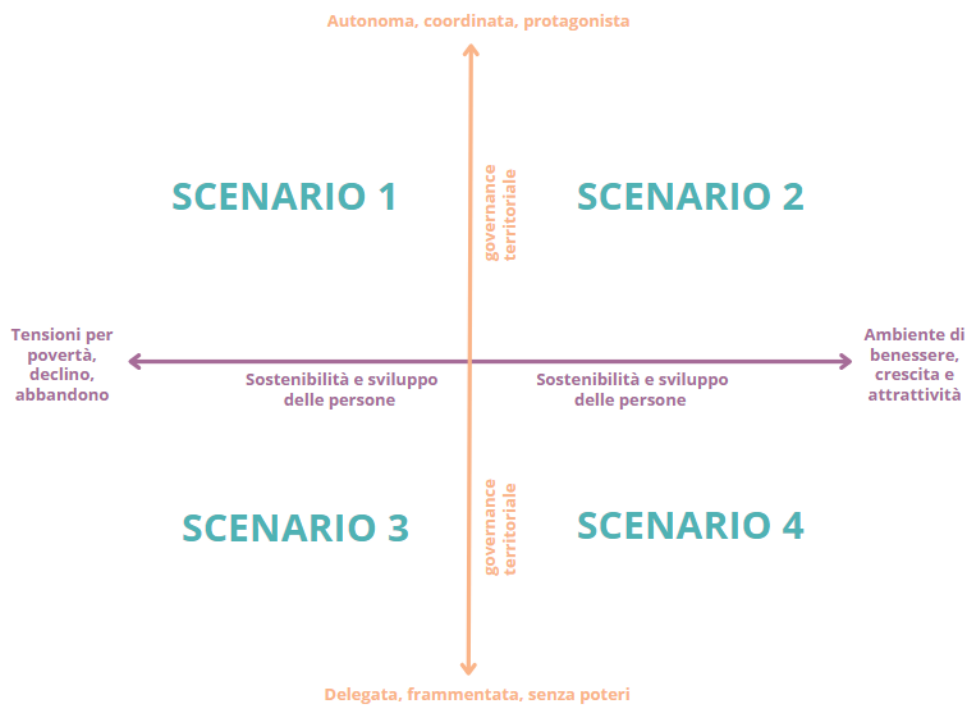 Autonoma, coordinata, protagonista
SCENARIO 1
governance
territoriale
SCENARIO 2
Tensioni per
povertà,
declino,
abbandono
Ambiente di
benessere,
crescita e
attrattività
Sostenibilità e sviluppo
delle persone
Sostenibilità e sviluppo
delle persone
SCENARIO 3
governance
territoriale
SCENARIO 4
Delegata, frammentata, senza poteri